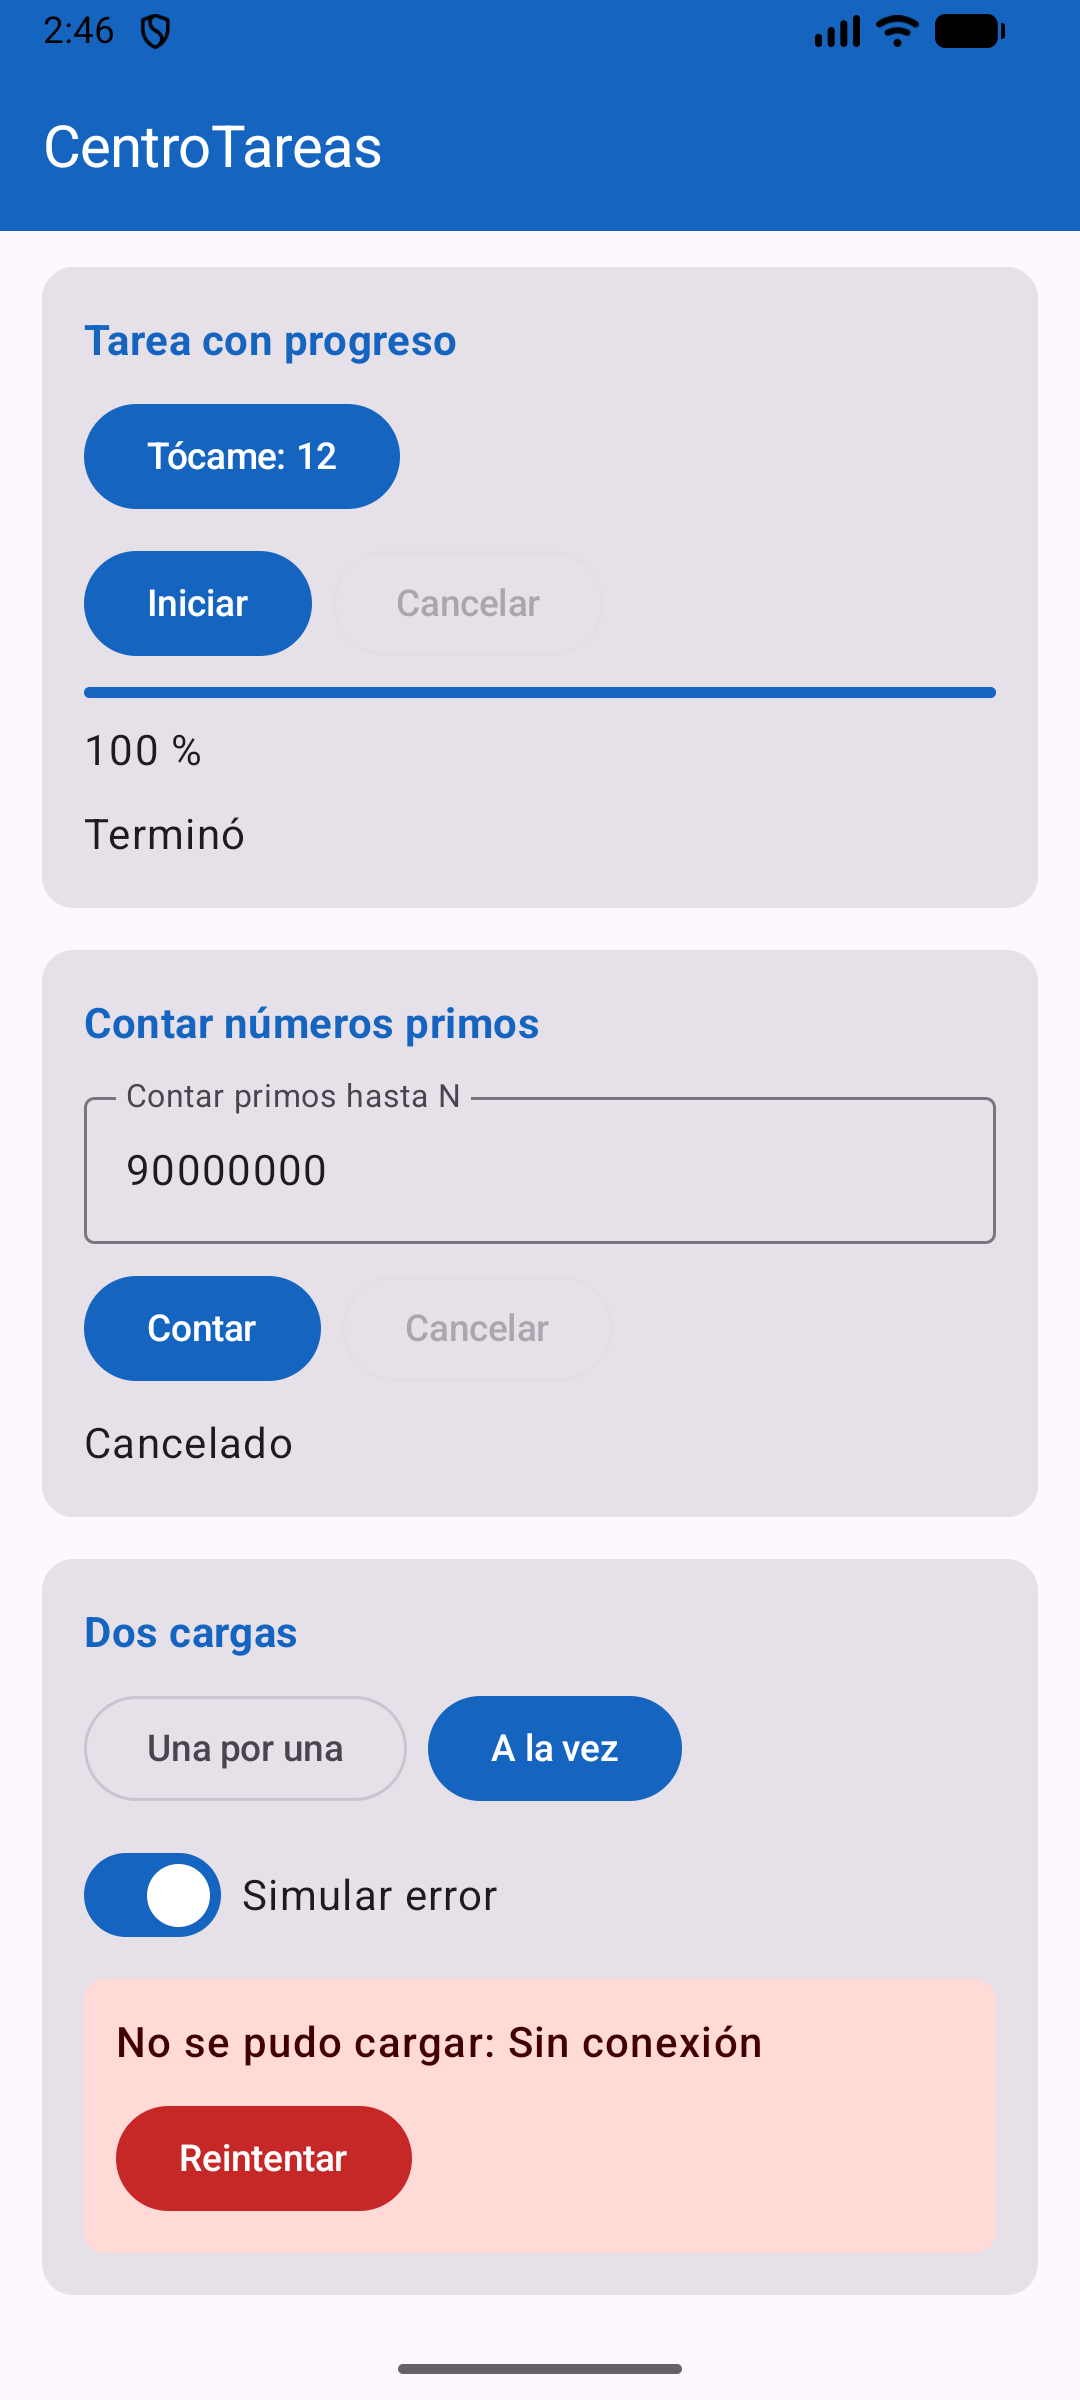 2:46
CentroTareas
Tarea con progreso
Tócame: 12
Iniciar
Cancelar
100 %
Terminó
Contar números primos
Contar primos hasta N
90000000
Contar
Cancelar
Cancelado
Dos cargas
Una por una
A la vez
Simular error
No se pudo cargar: Sin conexión
Reintentar